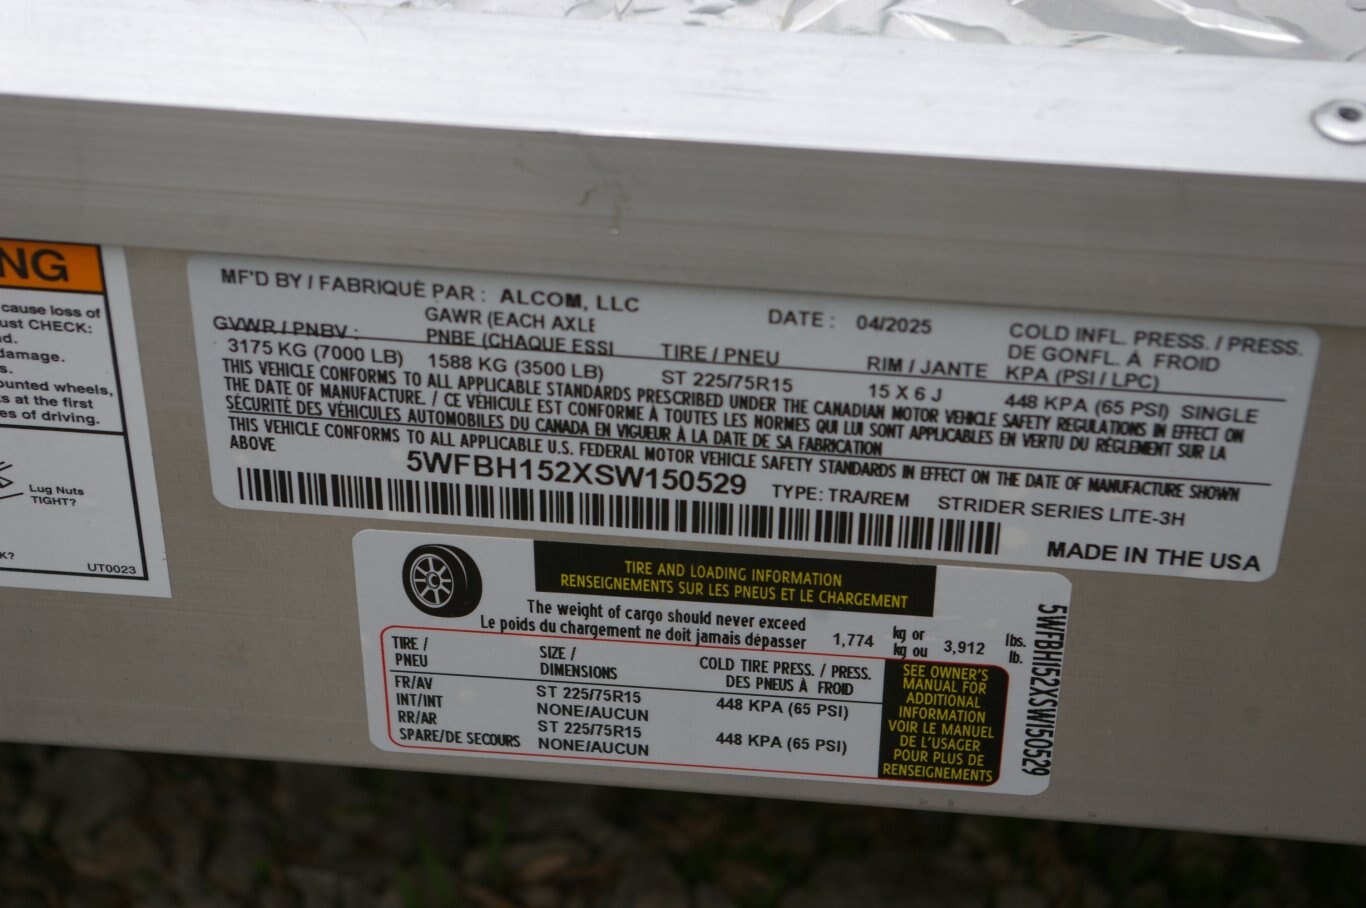 NG
cause loss of
ust CHECK:
d.
damage.
s.
ounted wheels,
s at the first
es of driving.
Lug Nuts
TIGHT?
K?
UT0023
MF'D BY / FABRIQUÉ PAR : ALCOM, LLC
DATE : 04/2025
GVWR / PNBV :
3175 KG (7000 LB)
GAWR (EACH AXLE
PNBE (CHAQUE ESSI
1588 KG (3500 LB)
TIRE / PNEU
ST 225/75R15
RIM / JANTE
15 X 6 J
COLD INFL. PRESS. / PRESS.
DE GONFL. À FROID
KPA (PSI / LPC)
448 KPA (65 PSI) SINGLE
THIS VEHICLE CONFORMS TO ALL APPLICABLE STANDARDS PRESCRIBED UNDER THE CANADIAN MOTOR VEHICLE SAFETY REGULATIONS IN EFFECT ON
THE DATE OF MANUFACTURE. / CE VÉHICULE EST CONFORME À TOUTES LES NORMES QUI LUI SONT APPLICABLES EN VERTU DU RÈGLEMENT SUR LA
SÉCURITÉ DES VÉHICULES AUTOMOBILES DU CANADA EN VIGUEUR À LA DATE DE SA FABRICATION
THIS VEHICLE CONFORMS TO ALL APPLICABLE U.S. FEDERAL MOTOR VEHICLE SAFETY STANDARDS IN EFFECT ON THE DATE OF MANUFACTURE SHOWN
ABOVE
5WFBH152XSW150529 TYPE: TRA/REM STRIDER SERIES LITE-3H
MADE IN THE USA
TIRE AND LOADING INFORMATION
RENSEIGNEMENTS SUR LES PNEUS ET LE CHARGEMENT
The weight of cargo should never exceed
Le poids du chargement ne doit jamais dépasser
1,774 kg or
kg ou 3,912 lbs.
lb.
TIRE /
PNEU
SIZE /
DIMENSIONS
COLD TIRE PRESS. / PRESS.
DES PNEUS À FROID
FR/AV ST 225/75R15 448 KPA (65 PSI)
INT/INT NONE/AUCUN
RR/AR ST 225/75R15 448 KPA (65 PSI)
SPARE/DE SECOURS NONE/AUCUN
SEE OWNER'S
MANUAL FOR
ADDITIONAL
INFORMATION
VOIR LE MANUEL
DE L'USAGER
POUR PLUS DE
RENSEIGNEMENTS
5WFBH152XSW150529